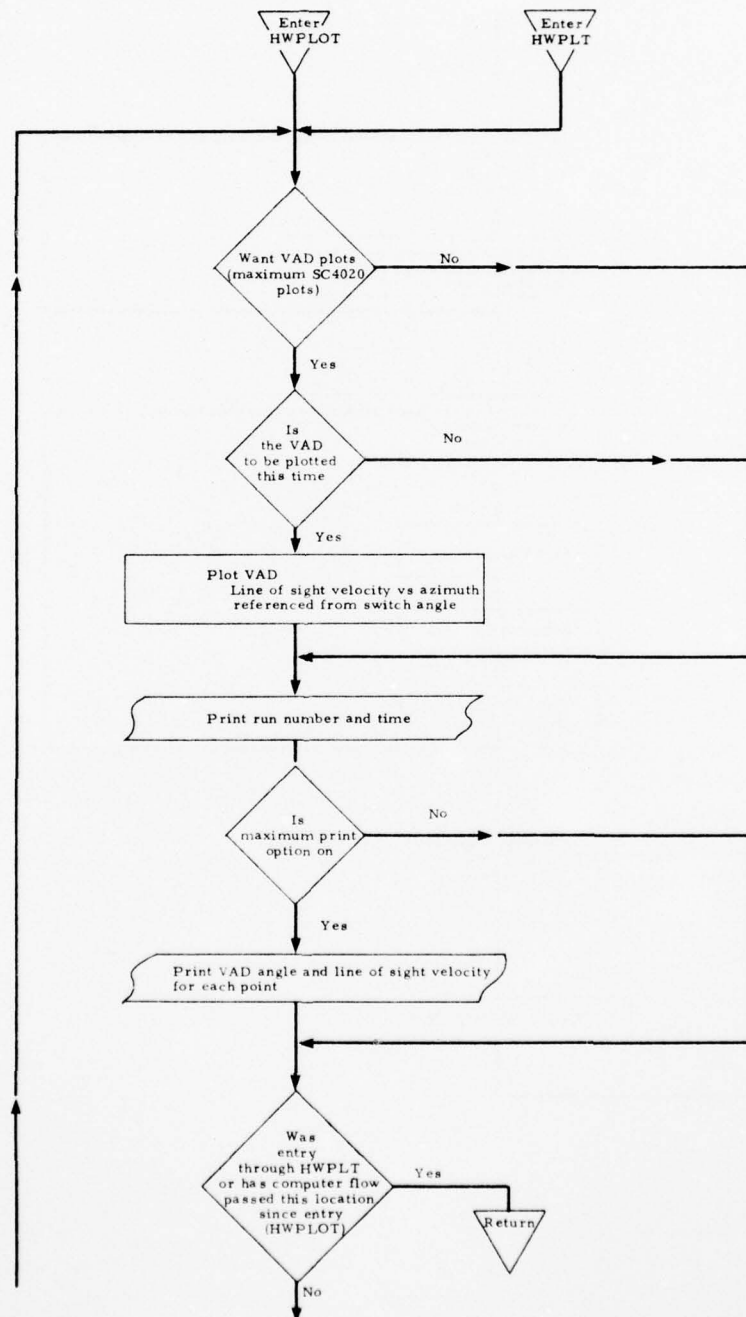 Enter
HWPLOT
Enter
HWPLT
Want VAD plots
(maximum SC4020
plots)
No
Yes
Is
the VAD
to be plotted
this time
No
Yes
Plot VAD
Line of sight velocity vs azimuth
referenced from switch angle
Print run number and time
Is
maximum print
option on
No
Yes
Print VAD angle and line of sight velocity
for each point
Was
entry
through HWPLT
or has computer flow
passed this location
since entry
(HWPLOT)
Yes
Return
No